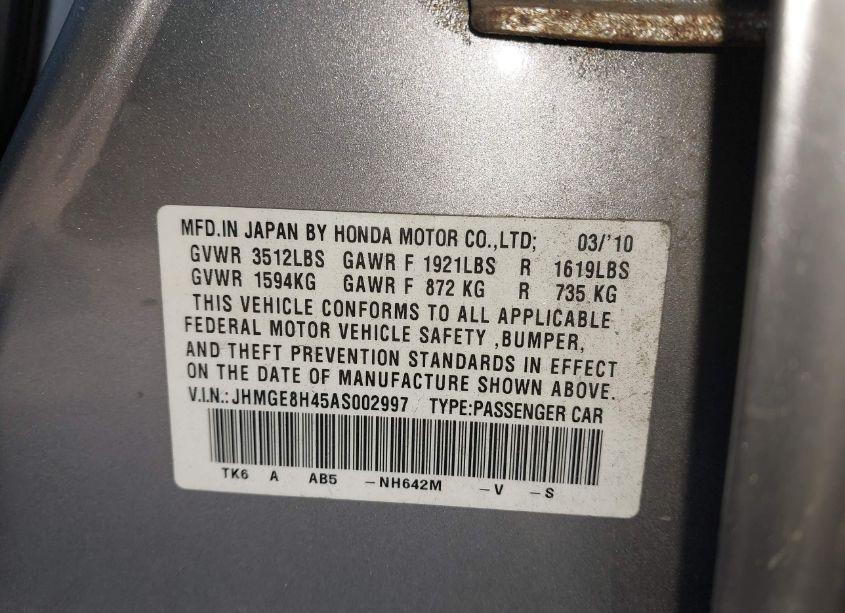 MFD.IN JAPAN BY HONDA MOTOR CO.,LTD; 03/'10
GVWR 3512LBS GAWR F 1921LBS R 1619LBS
GVWR 1594KG GAWR F 872 KG R 735 KG
THIS VEHICLE CONFORMS TO ALL APPLICABLE
FEDERAL MOTOR VEHICLE SAFETY ,BUMPER,
AND THEFT PREVENTION STANDARDS IN EFFECT
ON THE DATE OF MANUFACTURE SHOWN ABOVE.
V.I.N.:JHMGE8H45AS002997 TYPE:PASSENGER CAR
TK6 A AB5 -NH642M -V -S